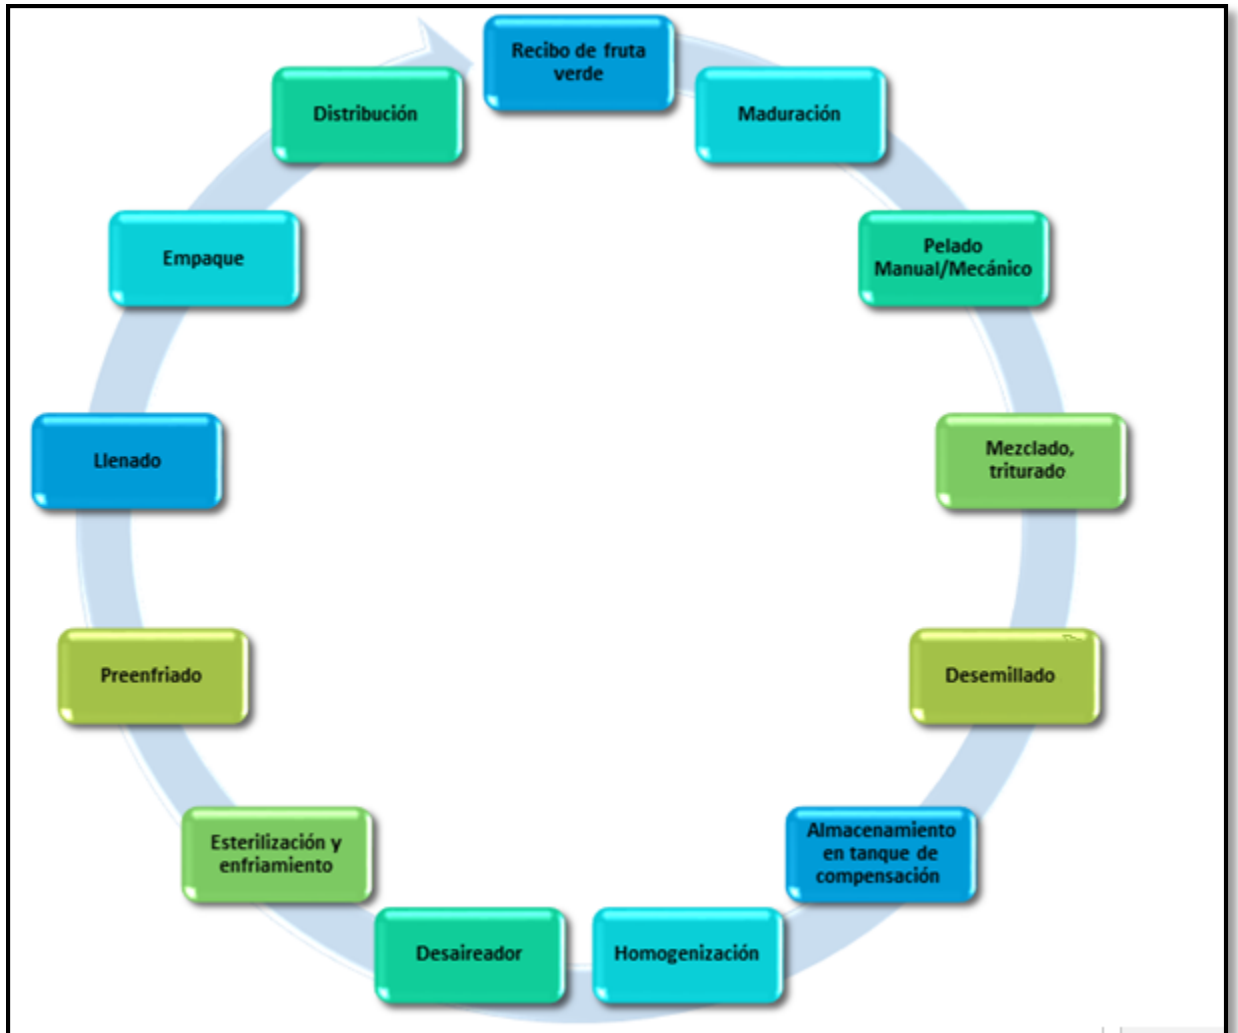 Recibo de fruta
verde
Maduración
Pelado
Manual/Mecánico
Mezclado,
triturado
Desemillado
Almacenamiento
en tanque de
compensación
Homogenización
Desaireador
Esterilización y
enfriamiento
Preenfriado
Llenado
Empaque
Distribución